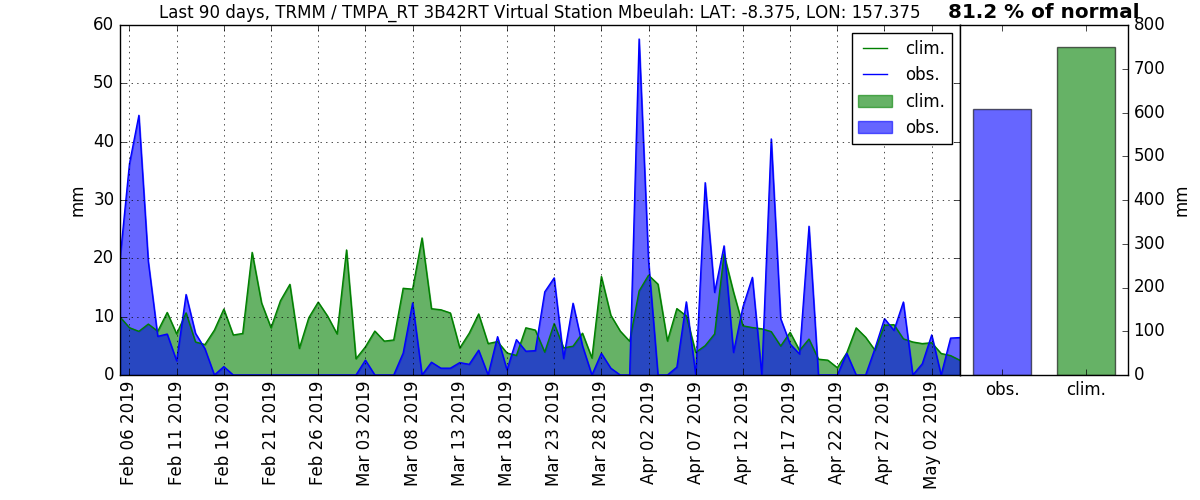 Last 90 days, TRMM / TMPA_RT 3B42RT Virtual Station Mbeulah: LAT: -8.375, LON: 157.375
81.2 % of normal
60
50
40
30
20
10
0
mm
clim.
obs.
clim.
obs.
800
700
600
500
400
300
200
100
0
mm
Feb 06 2019
Feb 11 2019
Feb 16 2019
Feb 21 2019
Feb 26 2019
Mar 03 2019
Mar 08 2019
Mar 13 2019
Mar 18 2019
Mar 23 2019
Mar 28 2019
Apr 02 2019
Apr 07 2019
Apr 12 2019
Apr 17 2019
Apr 22 2019
Apr 27 2019
May 02 2019
obs.
clim.